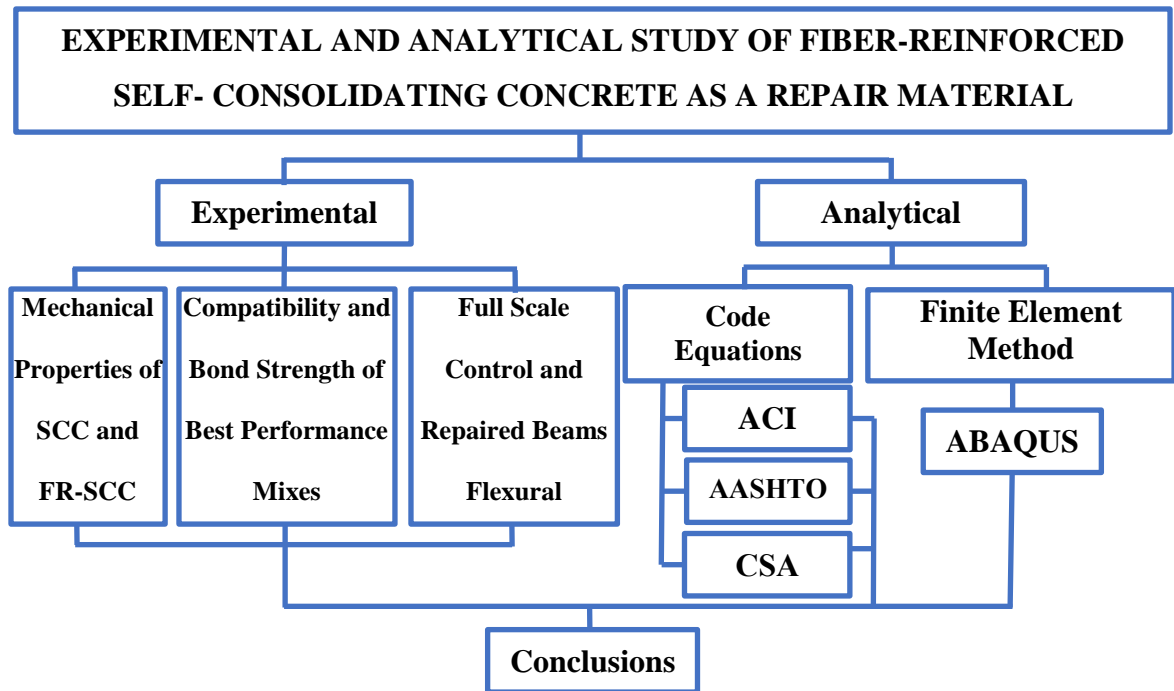 EXPERIMENTAL AND ANALYTICAL STUDY OF FIBER-REINFORCED
SELF- CONSOLIDATING CONCRETE AS A REPAIR MATERIAL
Experimental
Analytical
Mechanical
Properties of
SCC and
FR-SCC
Compatibility and
Bond Strength of
Best Performance
Mixes
Full Scale
Control and
Repaired Beams
Flexural
Code
Equations
ACI
AASHTO
CSA
Finite Element
Method
ABAQUS
Conclusions